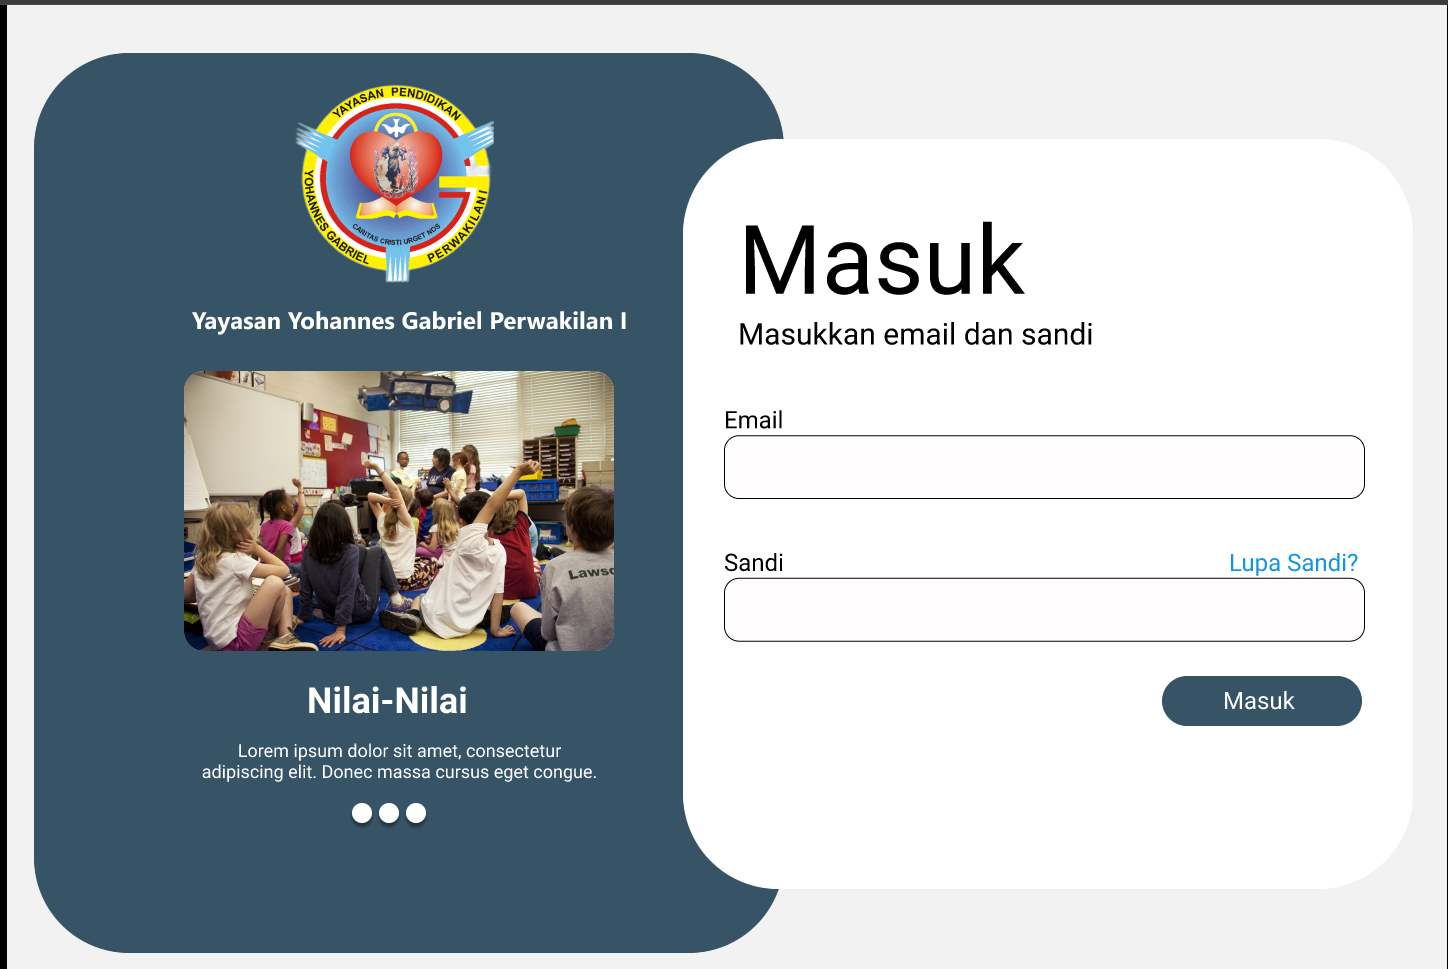 YAYASAN PENDIDIKAN
YOHANNES GABRIEL
PERWAKILAN I
CARITAS CRISTI URGET NOS
Yayasan Yohannes Gabriel Perwakilan I
Nilai-Nilai
Lorem ipsum dolor sit amet, consectetur
adipiscing elit. Donec massa cursus eget congue.
Masuk
Masukkan email dan sandi
Email
Sandi
Lupa Sandi?
Masuk